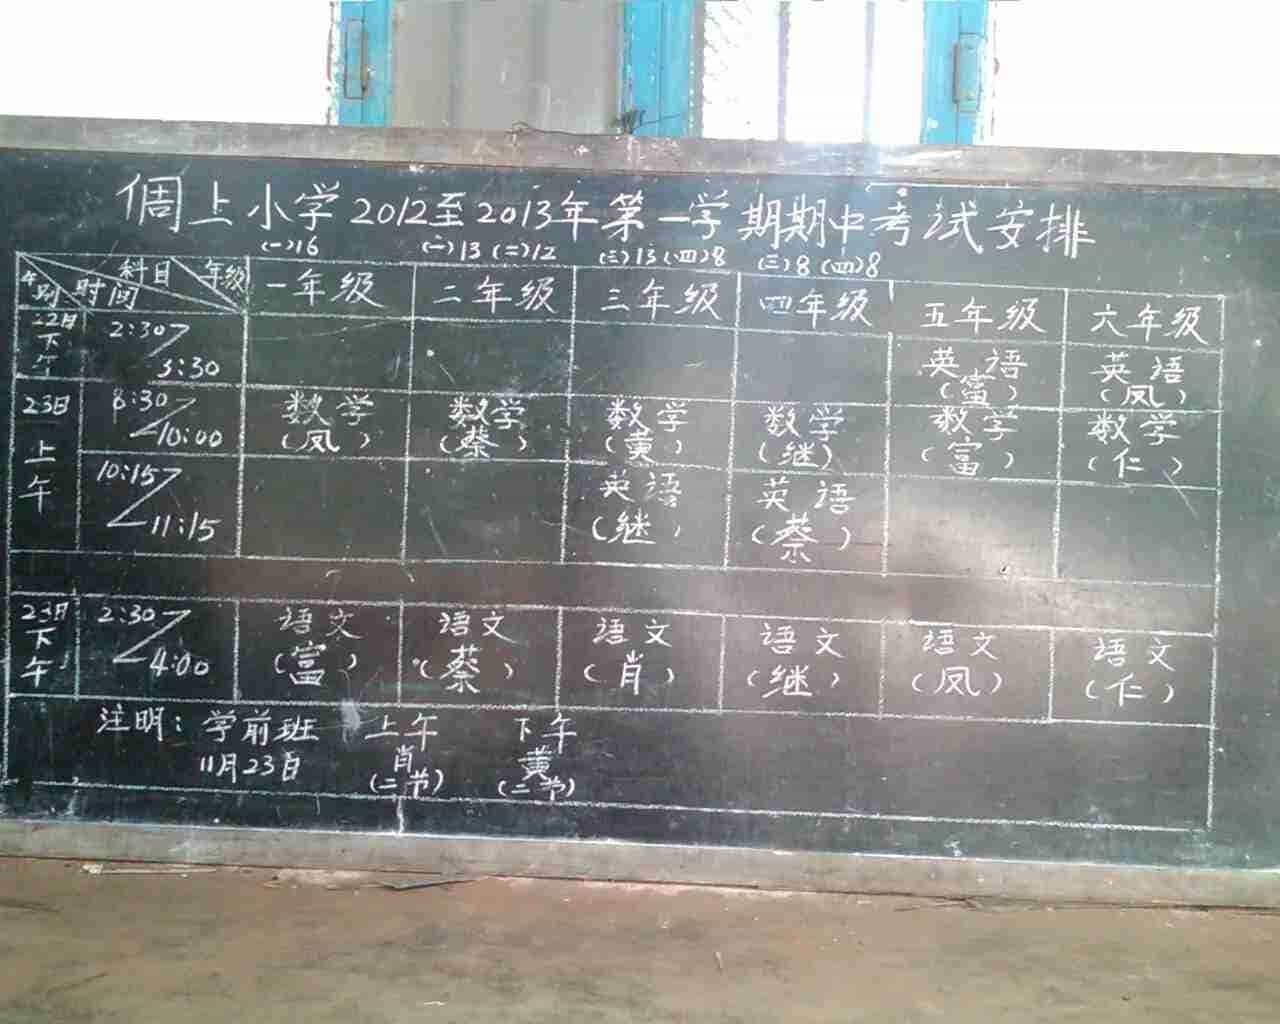 倜上小学2012至2013年第一学期期中考试安排
(一)16 (一)13 (二)12 (三)13 (四)8 (三)8 (四)8
科目 年级 时间 一年级 二年级 三年级 四年级 五年级 六年级
22日下午 2:30 3:30 英语(富) 英语(凤)
23日上午 8:30 10:00 数学(凤) 数学(蔡) 数学(黄) 数学(继) 数学(富) 数学(仁)
10:15 11:15 英语(继) 英语(蔡)
23日下午 2:30 4:00 语文(富) 语文(蔡) 语文(肖) 语文(继) 语文(凤) 语文(仁)
注明: 学前班 上午 下午
11月23日 肖 黄
(二节) (二节)